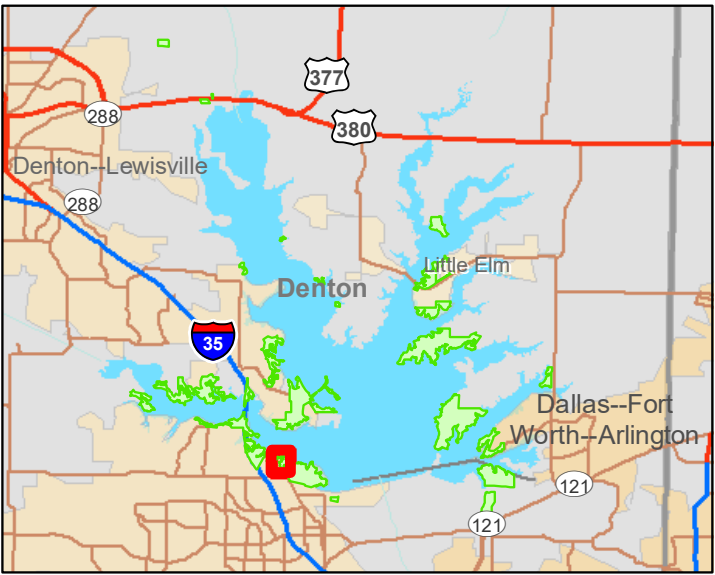 377
288
380
Denton--Lewisville
288
Little Elm
Denton
35
Dallas--Fort
Worth--Arlington
121
121